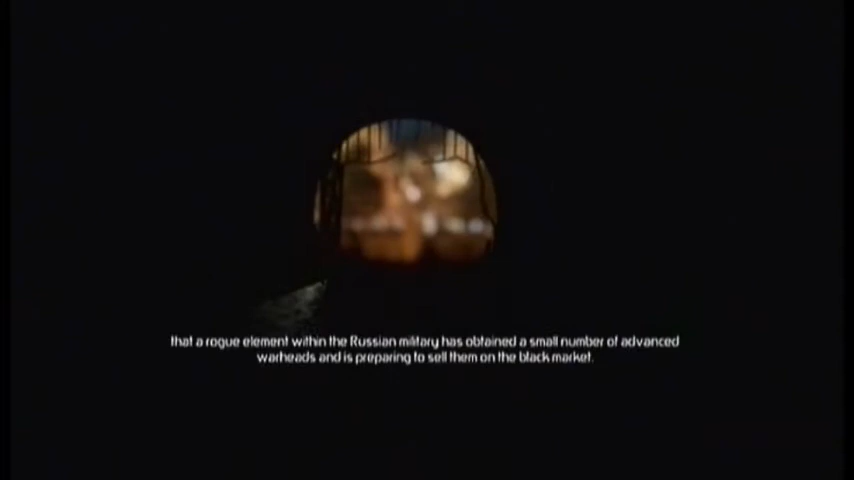 that a rogue element within the Russian military has obtained a small number of advanced
warheads and is preparing to sell them on the black market.